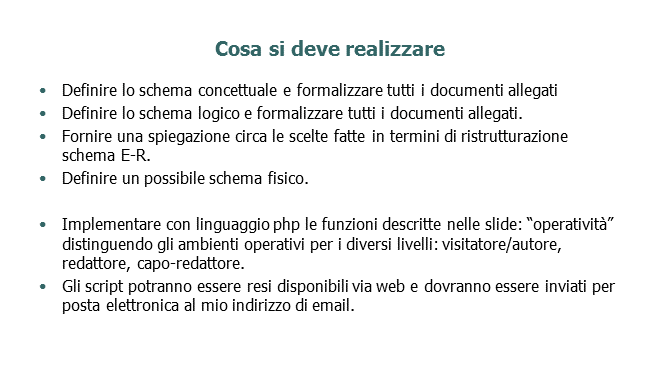 Cosa si deve realizzare
• Definire lo schema concettuale e formalizzare tutti i documenti allegati
• Definire lo schema logico e formalizzare tutti i documenti allegati.
• Fornire una spiegazione circa le scelte fatte in termini di ristrutturazione
schema E-R.
• Definire un possibile schema fisico.
• Implementare con linguaggio php le funzioni descritte nelle slide: “operatività”
distinguendo gli ambienti operativi per i diversi livelli: visitatore/autore,
redattore, capo-redattore.
• Gli script potranno essere resi disponibili via web e dovranno essere inviati per
posta elettronica al mio indirizzo di email.